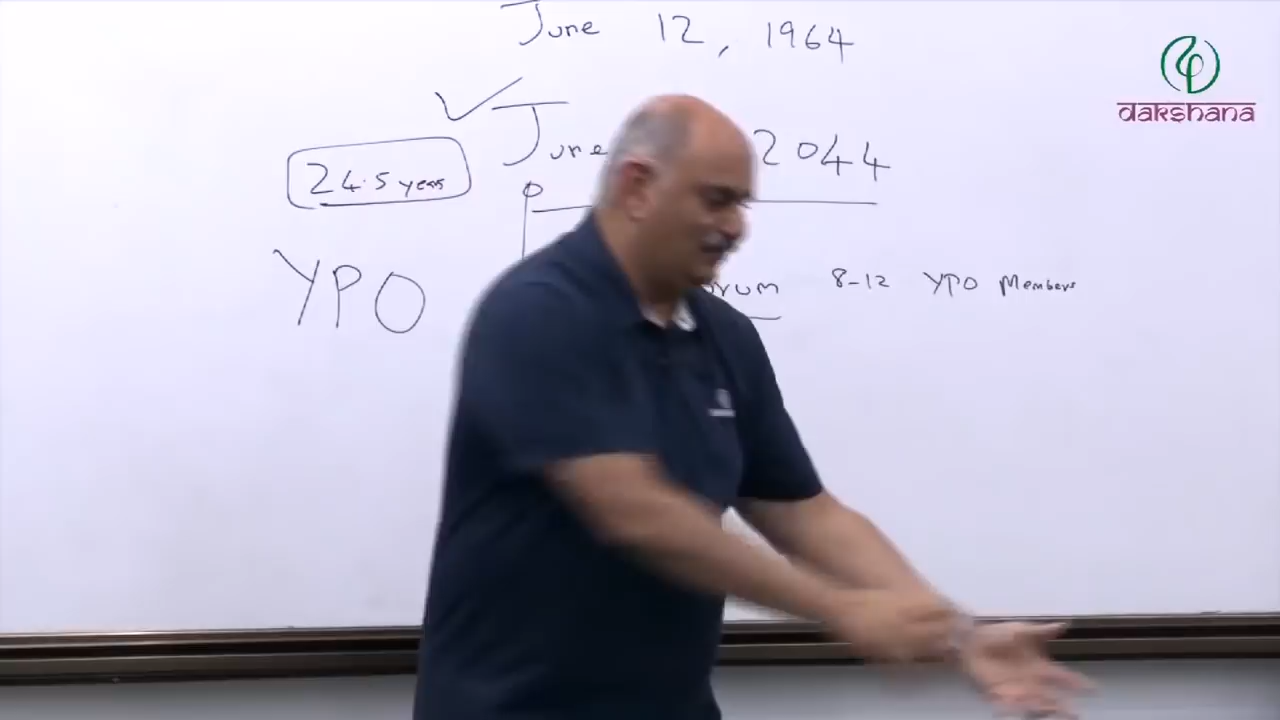 June 12, 1964
dakshana
June 2044
24.5 years
YPO
8-12 YPO Members